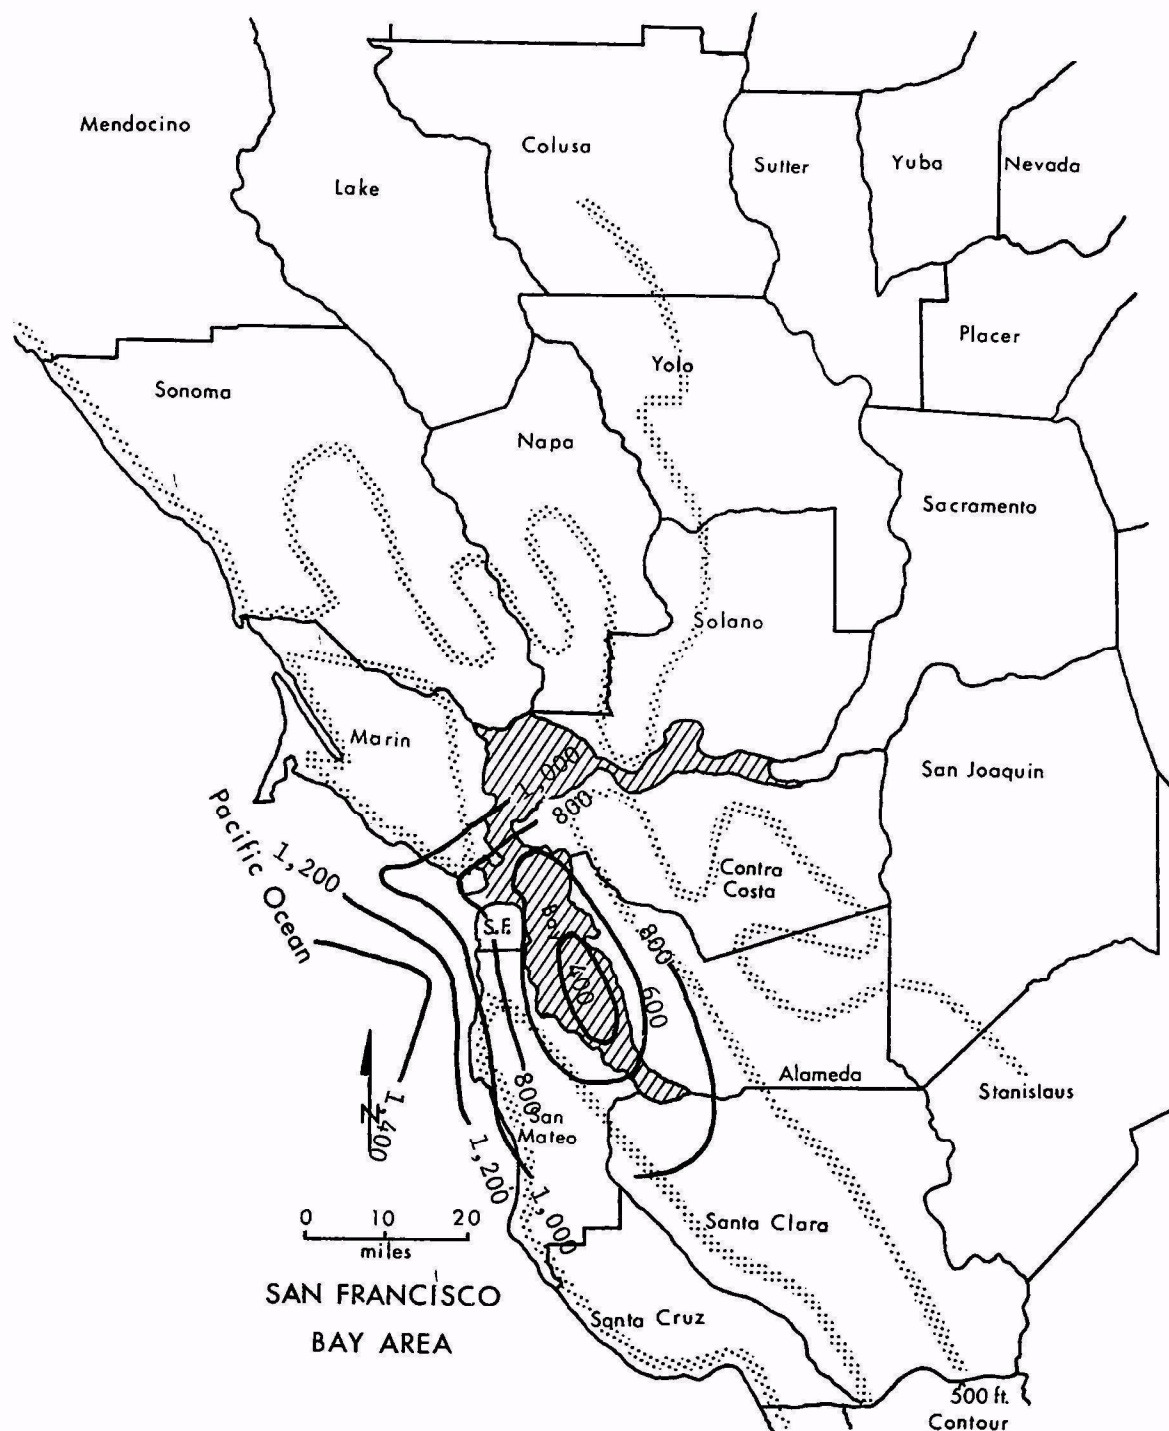 Mendocino
Colusa
Sutter
Yuba
Nevada
Lake
Placer
Yolo
Sonoma
Napa
Sacramento
Solano
Marin
San Joaquin
1,000
800
Pacific Ocean
1,200
Contra
Costa
S.F.
800
400
600
Alameda
Stanislaus
800
San
Mateo
1,400
N
1,200
1,000
Santa Clara
0 10 20
miles
SAN FRANCISCO
BAY AREA
Santa Cruz
500 ft.
Contour